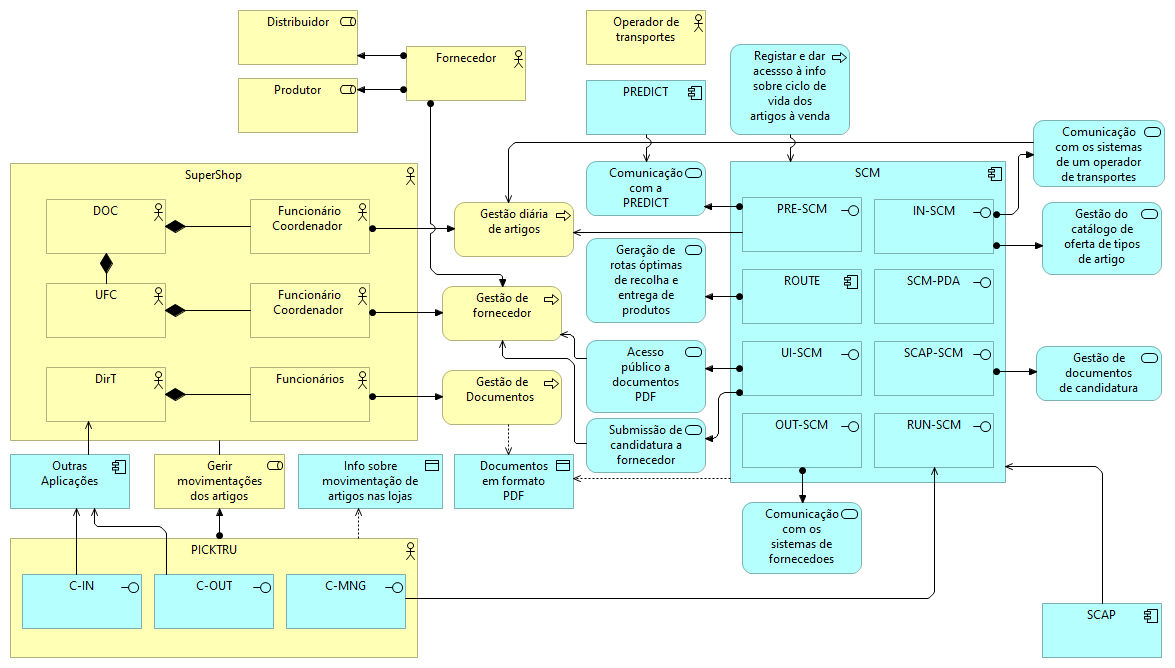 Distribuidor
Produtor
Fornecedor
Operador de
transportes
PREDICT
Registar e dar
acessso à info
sobre ciclo de
vida dos
artigos à venda
Comunicação
com os sistemas
de um operador
de transportes
SuperShop
DOC
Funcionário
Coordenador
UFC
Funcionário
Coordenador
DirT
Funcionários
Gestão diária
de artigos
Gestão de
fornecedor
Gestão de
Documentos
Comunicação
com a
PREDICT
Geração de
rotas óptimas
de recolha e
entrega de
produtos
Acesso
público a
documentos
PDF
Submissão de
candidatura a
fornecedor
SCM
PRE-SCM
IN-SCM
ROUTE
SCM-PDA
UI-SCM
SCAP-SCM
OUT-SCM
RUN-SCM
Gestão do
catálogo de
oferta de tipos
de artigo
Gestão de
documentos
de candidatura
Outras
Aplicações
Gerir
movimentações
dos artigos
Info sobre
movimentação de
artigos nas lojas
Documentos
em formato
PDF
Comunicação
com os
sistemas de
fornecedoes
PICKTRU
C-IN
C-OUT
C-MNG
SCAP